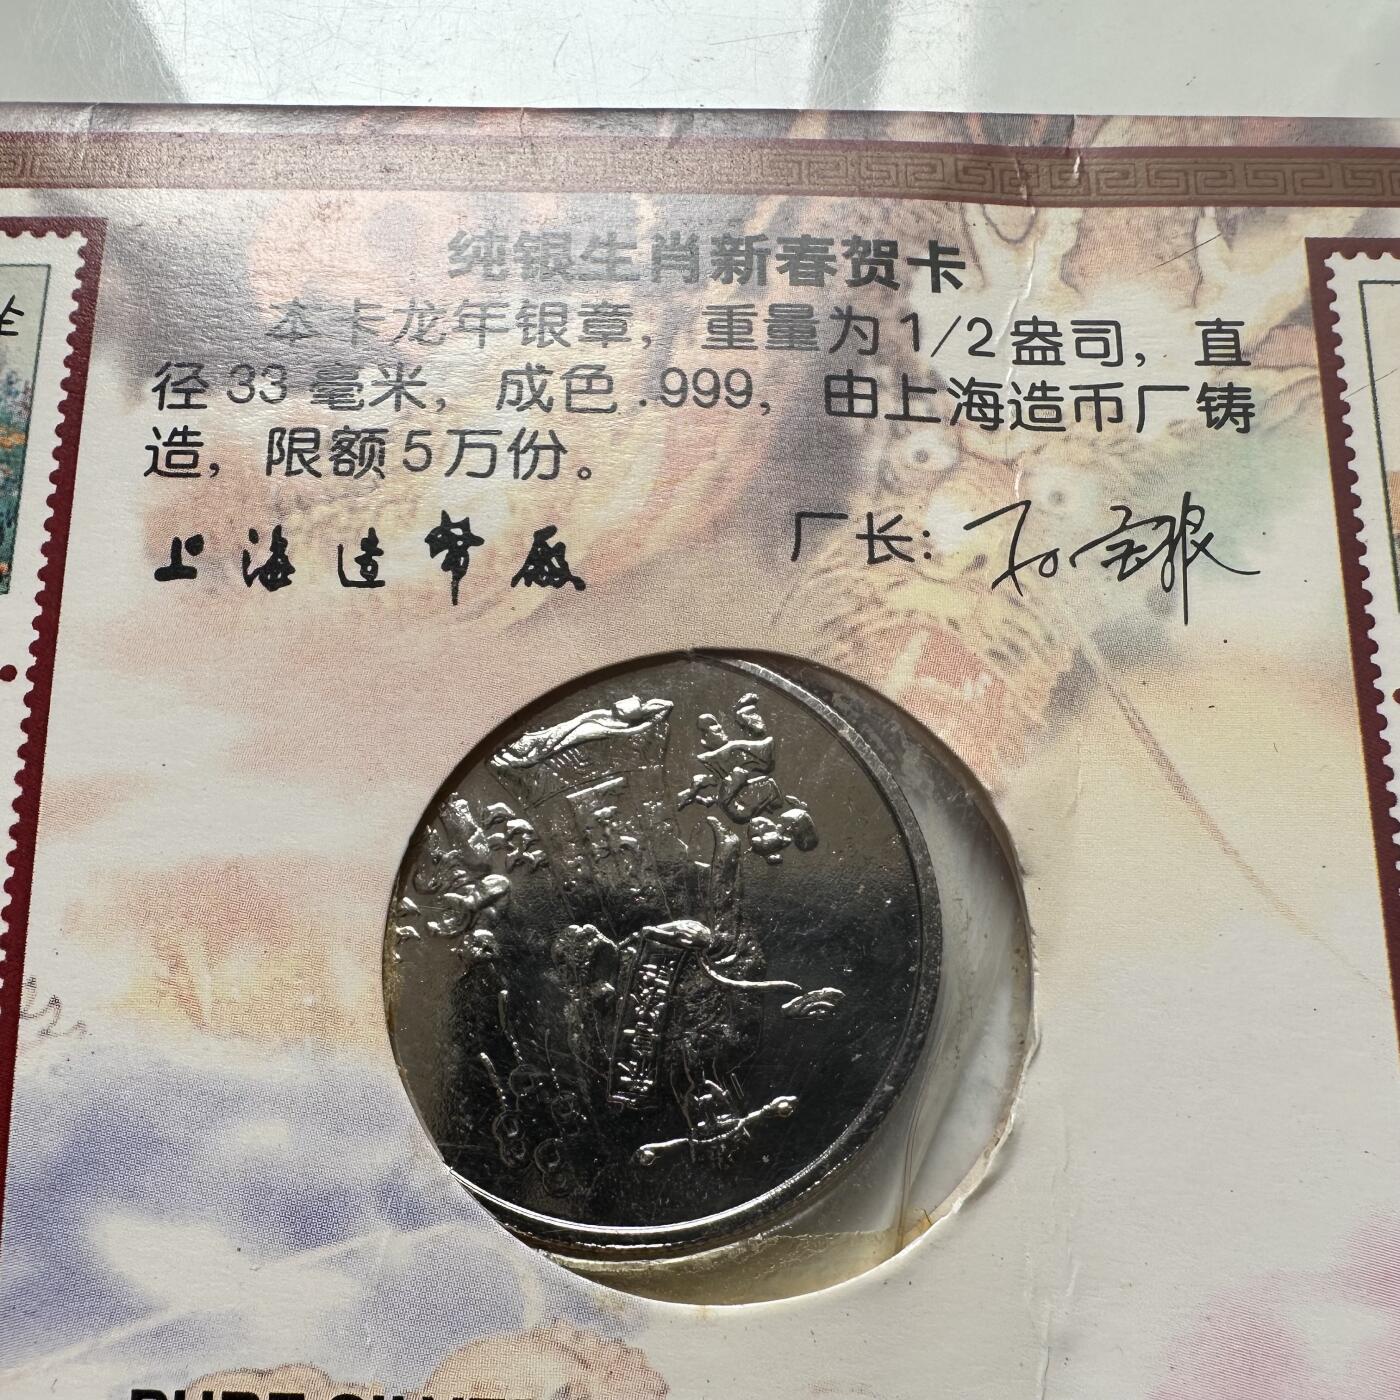 纯银生肖新春贺卡
本卡龙年银章，重量为1/2盎司，直
径33毫米，成色.999，由上海造币厂铸
造，限额5万份。
上海造幣廠
厂长：